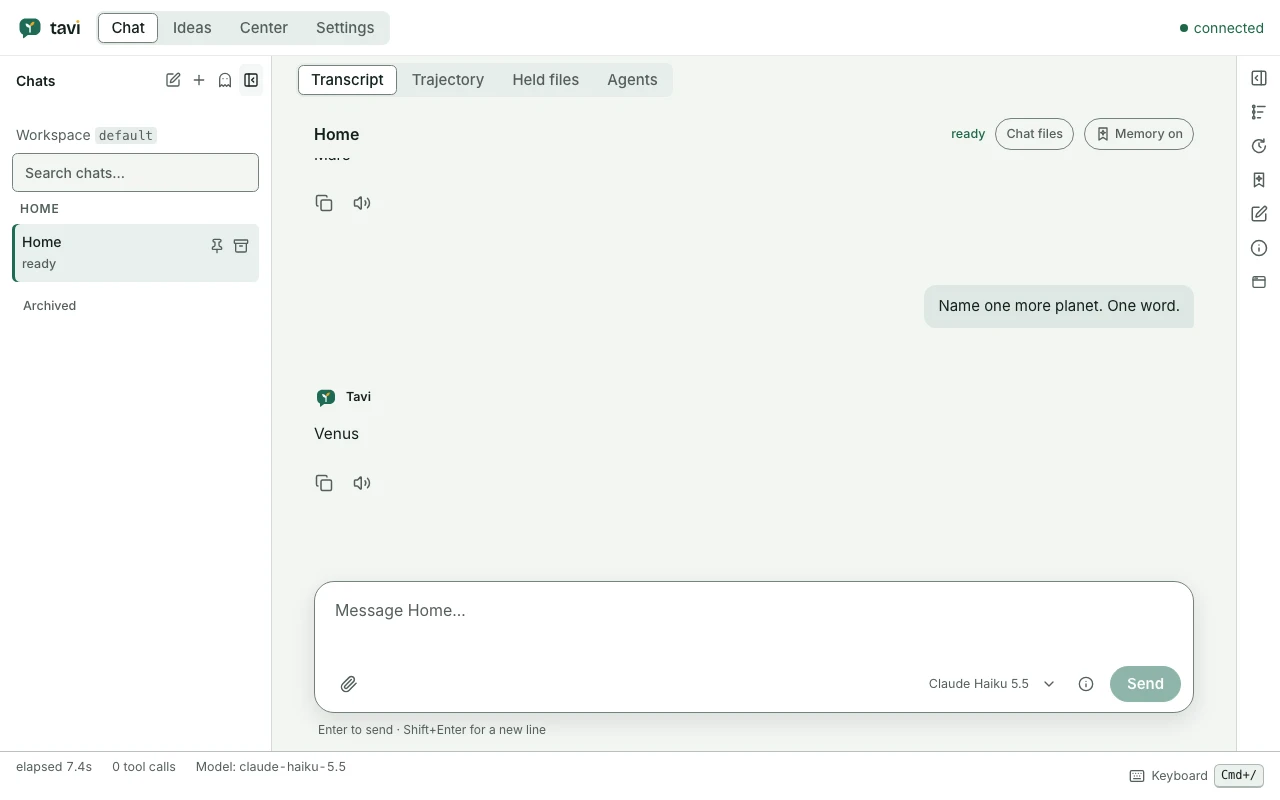 tavi
Chat Ideas Center Settings
connected
Chats
Workspace default
Search chats...
HOME
Home
ready
Archived
Transcript Trajectory Held files Agents
Home
ready Chat files Memory on
Name one more planet. One word.
Tavi
Venus
Message Home...
Claude Haiku 5.5 Send
Enter to send · Shift+Enter for a new line
elapsed 7.4s 0 tool calls Model: claude-haiku-5.5
Keyboard Cmd+/